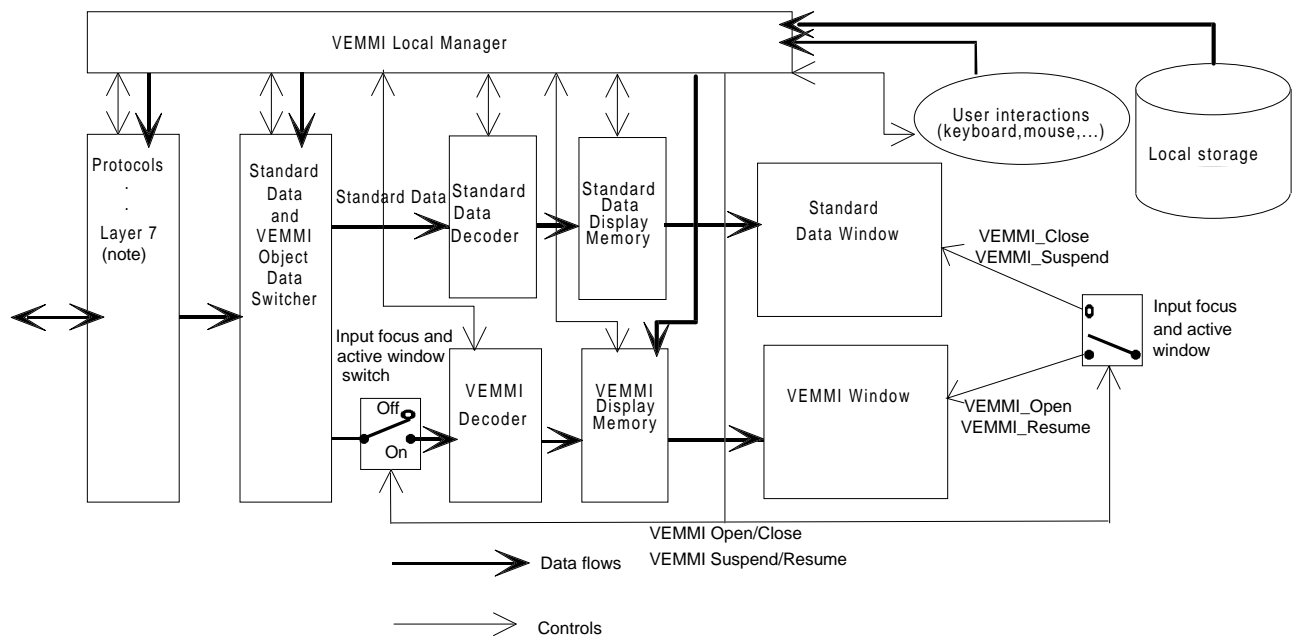 VEMMI Local Manager
User interactions
(keyboard,mouse,...)
Local storage
Protocols
.
.
Layer 7
(note)
Standard
Data
and
VEMMI
Object
Data
Switcher
Standard Data
Standard
Data
Decoder
Standard
Data
Display
Memory
Standard
Data Window
VEMMI_Close
VEMMI_Suspend
Input focus
and active
window
Input focus and
active window
switch
Off
On
VEMMI
Decoder
VEMMI
Display
Memory
VEMMI Window
VEMMI_Open
VEMMI_Resume
VEMMI Open/Close
VEMMI Suspend/Resume
Data flows
Controls